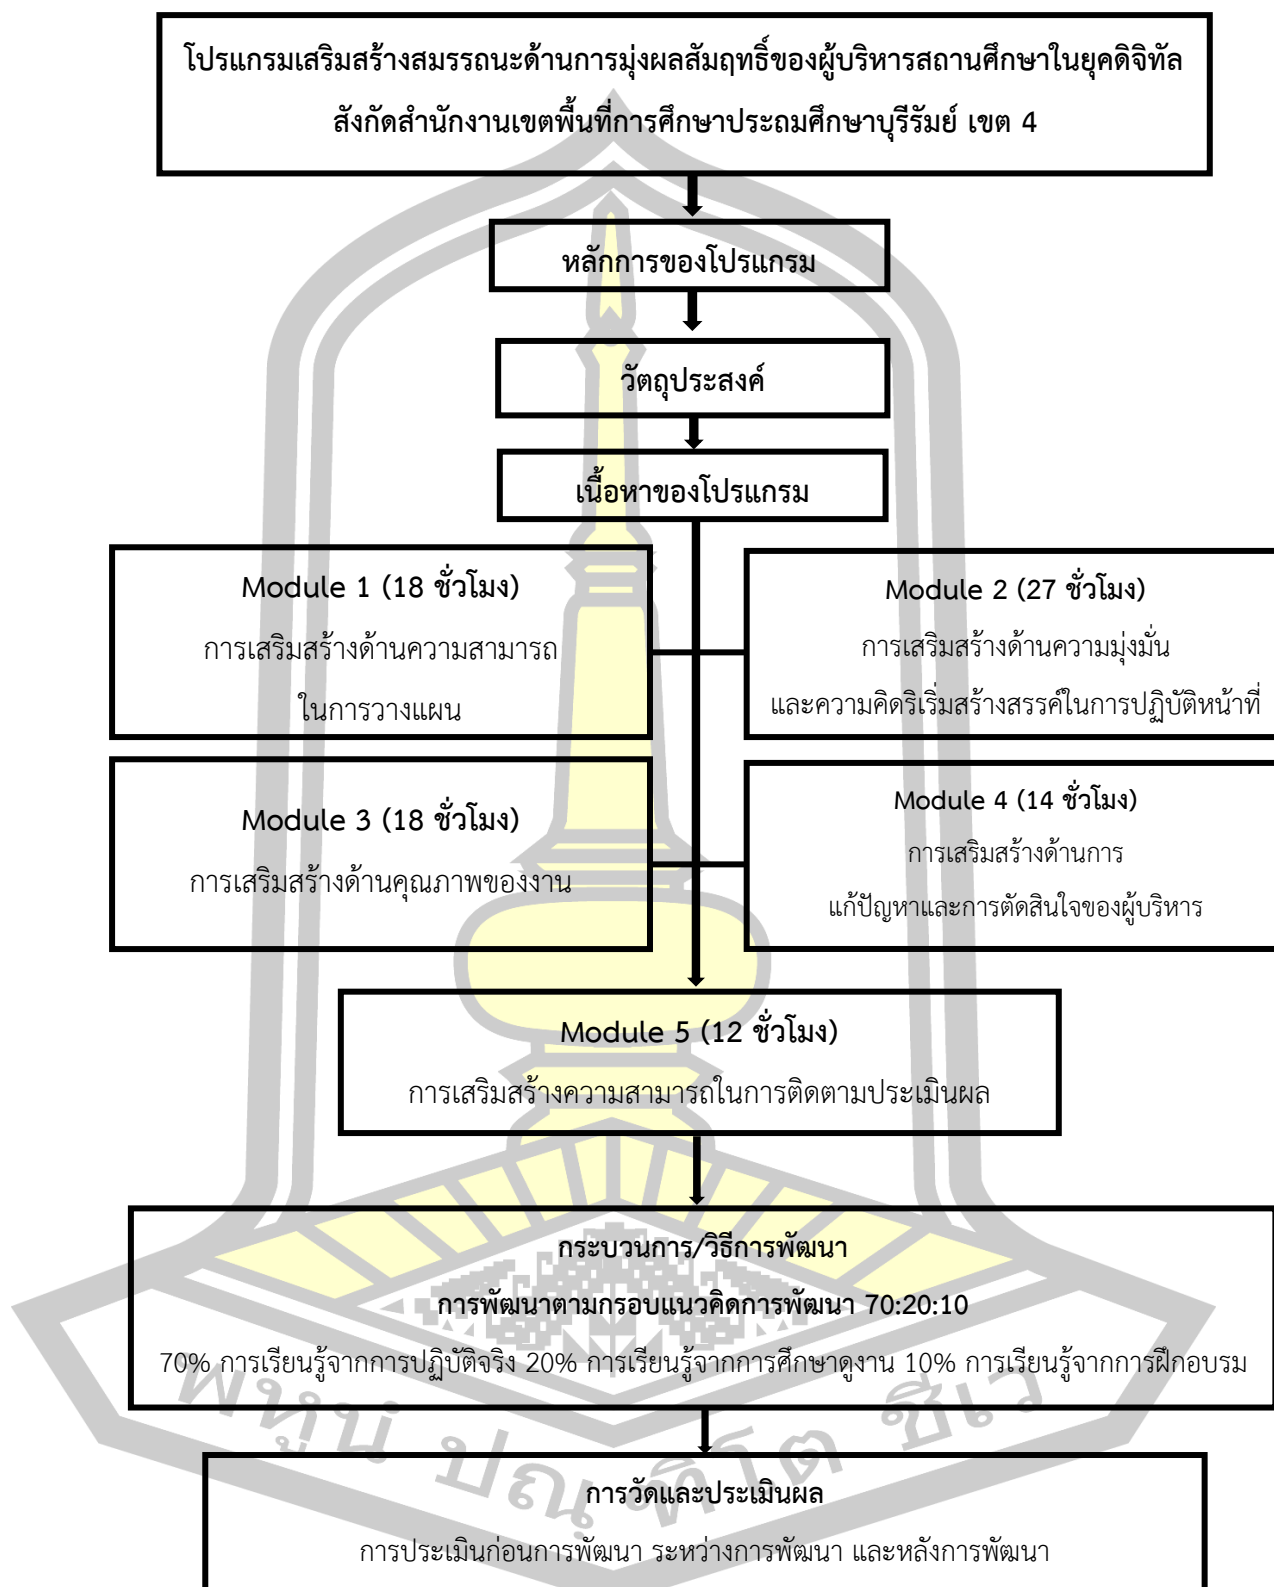 โปรแกรมเสริมสร้างสมรรถนะด้านการมุ่งผลสัมฤทธิ์ของผู้บริหารสถานศึกษาในยุคดิจิทัล
สังกัดสำนักงานเขตพื้นที่การศึกษาประถมศึกษาบุรีรัมย์ เขต 4
หลักการของโปรแกรม
วัตถุประสงค์
เนื้อหาของโปรแกรม
Module 1 (18 ชั่วโมง)
การเสริมสร้างด้านความสามารถ
ในการวางแผน
Module 2 (27 ชั่วโมง)
การเสริมสร้างด้านความมุ่งมั่น
และความคิดริเริ่มสร้างสรรค์ในการปฏิบัติหน้าที่
Module 3 (18 ชั่วโมง)
การเสริมสร้างด้านคุณภาพของงาน
Module 4 (14 ชั่วโมง)
การเสริมสร้างด้านการ
แก้ปัญหาและการตัดสินใจของผู้บริหาร
Module 5 (12 ชั่วโมง)
การเสริมสร้างความสามารถในการติดตามประเมินผล
กระบวนการ/วิธีการพัฒนา
การพัฒนาตามกรอบแนวคิดการพัฒนา 70:20:10
70% การเรียนรู้จากการปฏิบัติจริง 20% การเรียนรู้จากการศึกษาดูงาน 10% การเรียนรู้จากการฝึกอบรม
พหูนํ ปณฺฑิโต ชีเว
การวัดและประเมินผล
การประเมินก่อนการพัฒนา ระหว่างการพัฒนา และหลังการพัฒนา